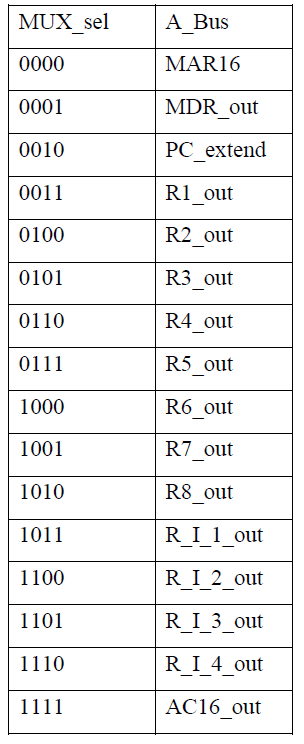 MUX_sel A_Bus
0000 MAR16
0001 MDR_out
0010 PC_extend
0011 R1_out
0100 R2_out
0101 R3_out
0110 R4_out
0111 R5_out
1000 R6_out
1001 R7_out
1010 R8_out
1011 R_I_1_out
1100 R_I_2_out
1101 R_I_3_out
1110 R_I_4_out
1111 AC16_out